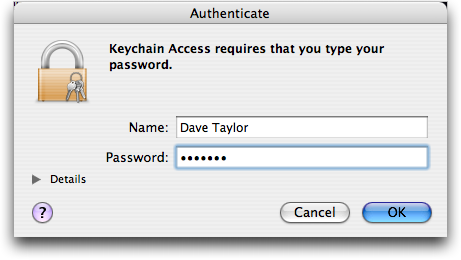 Authenticate
Keychain Access requires that you type your
password.
Name: Dave Taylor
Password: •••••••
Details
?
Cancel
OK